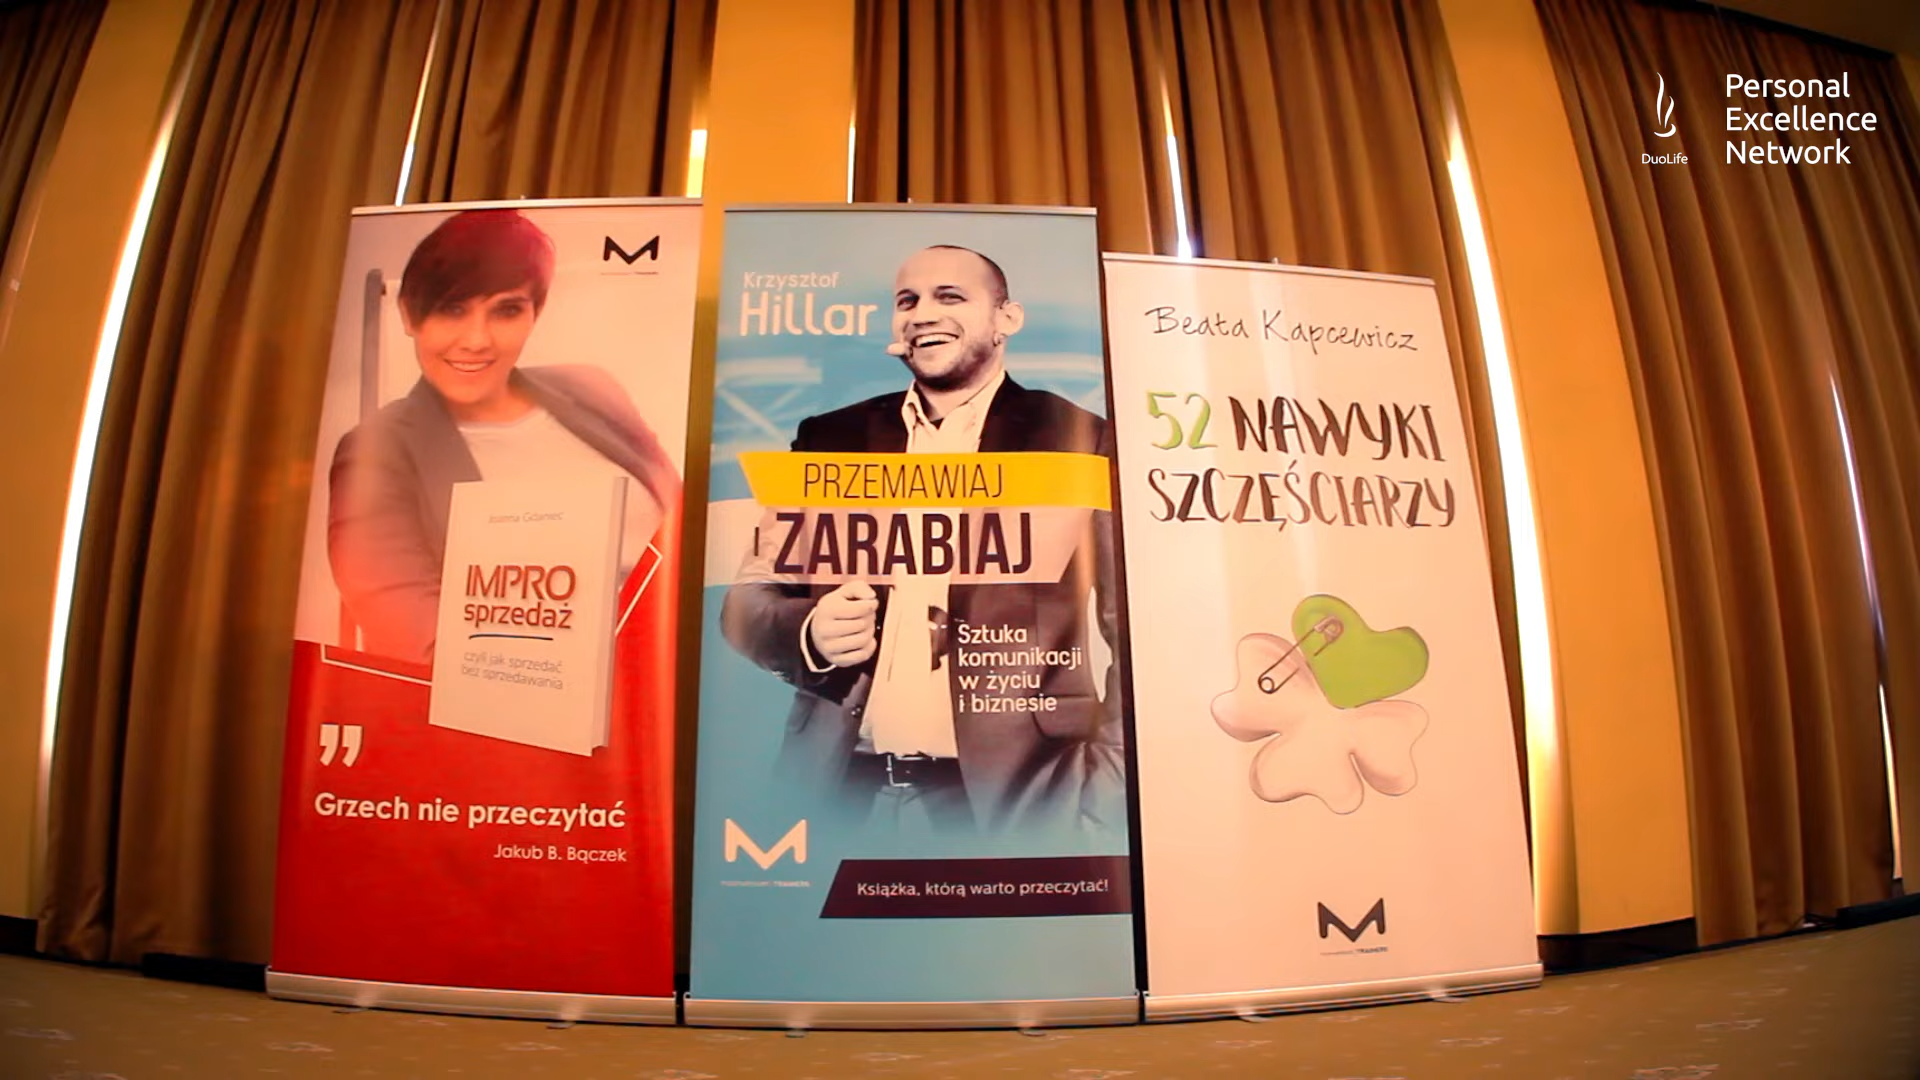 Personal
Excellence
Network
DuoLife
Joanna
IMPRO
sprzedaż
czyli jak sprzedać
bez sprzedawania
Grzech nie przeczytać
Jakub B. Bączek
Krzysztof
Hillar
PRZEMAWIAJ
I ZARABIAJ
Sztuka
komunikacji
w życiu
i biznesie
Książka, którą warto przeczytać!
Beata Kapcewicz
52 NAWYKI
SZCZĘŚCIARZY
TRAINERS